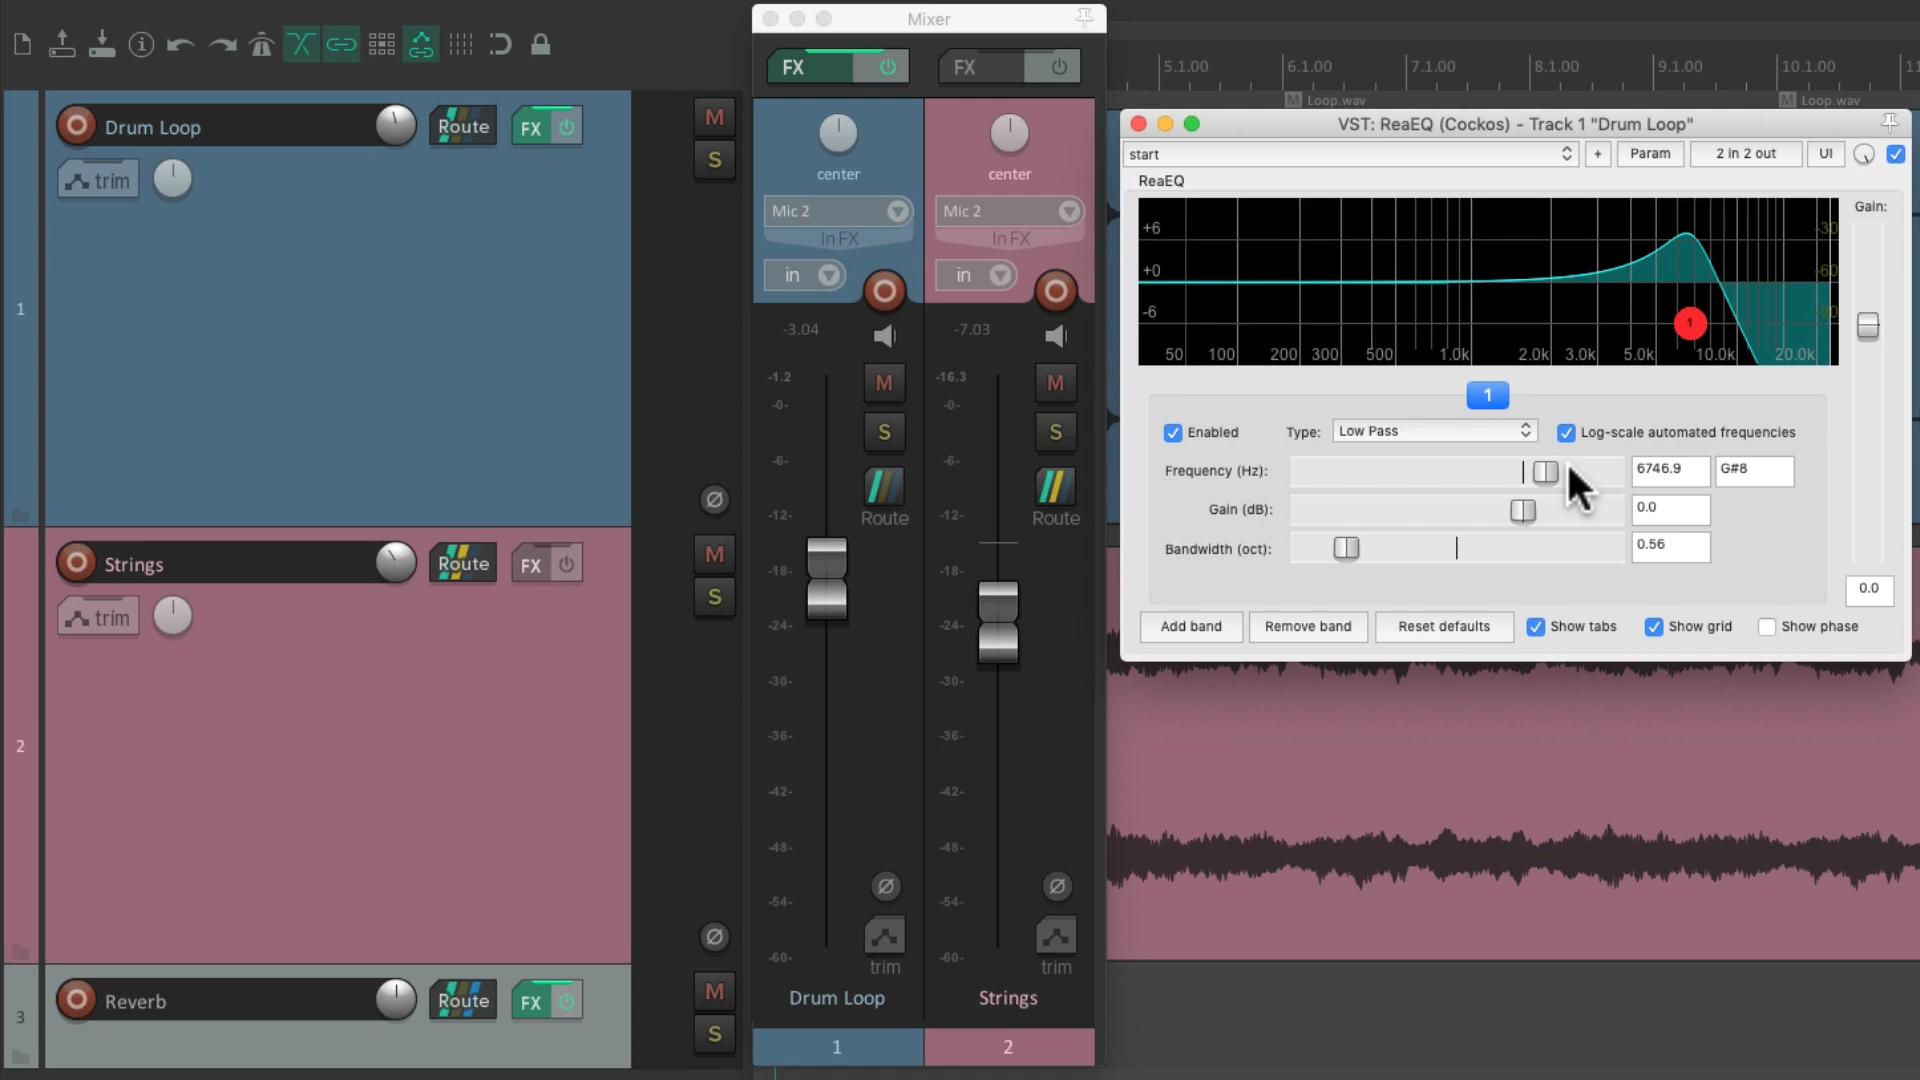 Mixer
FX
FX
5.1.00
6.1.00
7.1.00
8.1.00
9.1.00
10.1.00
M Loop.wav
M Loop.wav
Drum Loop
Route
FX
trim
M
S
1
Strings
Route
FX
trim
M
S
2
Reverb
Route
FX
M
S
3
center
Mic 2
In FX
in
-3.04
-1.2
-0-
-6-
-12-
-18-
-24-
-30-
-36-
-42-
-48-
-54-
-60-
M
S
Route
trim
Drum Loop
1
center
Mic 2
In FX
in
-7.03
-16.3
-0-
-6-
-12-
-18-
-24-
-30-
-36-
-42-
-48-
-54-
-60-
M
S
Route
trim
Strings
2
VST: ReaEQ (Cockos) - Track 1 "Drum Loop"
start
+
Param
2 in 2 out
UI
ReaEQ
Gain:
+6
+0
-6
-30
-60
1
50 100 200 300 500 1.0k 2.0k 3.0k 5.0k 10.0k 20.0k
1
Enabled
Type: Low Pass
Log-scale automated frequencies
Frequency (Hz): 6746.9 G#8
Gain (dB): 0.0
Bandwidth (oct): 0.56
0.0
Add band
Remove band
Reset defaults
Show tabs
Show grid
Show phase